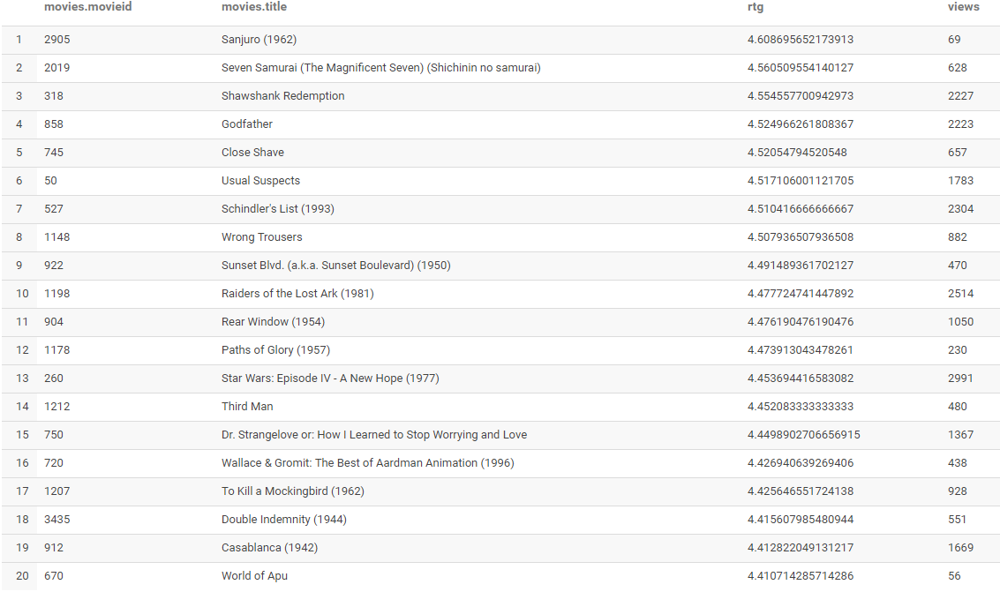 movies.movieid movies.title rtg views
1 2905 Sanjuro (1962) 4.608695652173913 69
2 2019 Seven Samurai (The Magnificent Seven) (Shichinin no samurai) 4.560509554140127 628
3 318 Shawshank Redemption 4.554557700942973 2227
4 858 Godfather 4.524966261808367 2223
5 745 Close Shave 4.52054794520548 657
6 50 Usual Suspects 4.517106001121705 1783
7 527 Schindler's List (1993) 4.510416666666667 2304
8 1148 Wrong Trousers 4.507936507936508 882
9 922 Sunset Blvd. (a.k.a. Sunset Boulevard) (1950) 4.491489361702127 470
10 1198 Raiders of the Lost Ark (1981) 4.477724741447892 2514
11 904 Rear Window (1954) 4.476190476190476 1050
12 1178 Paths of Glory (1957) 4.473913043478261 230
13 260 Star Wars: Episode IV - A New Hope (1977) 4.453694416583082 2991
14 1212 Third Man 4.452083333333333 480
15 750 Dr. Strangelove or: How I Learned to Stop Worrying and Love 4.4498902706656915 1367
16 720 Wallace & Gromit: The Best of Aardman Animation (1996) 4.426940639269406 438
17 1207 To Kill a Mockingbird (1962) 4.425646551724138 928
18 3435 Double Indemnity (1944) 4.415607985480944 551
19 912 Casablanca (1942) 4.412822049131217 1669
20 670 World of Apu 4.410714285714286 56